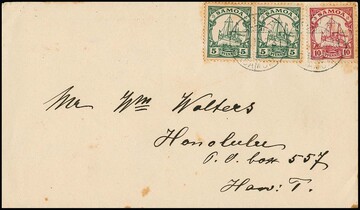 SAMOA SAMOA SAMOA
5 5 5 5 10 10
Mr Wm Wolters
Honolulu
P. O. box 557
Haw: T.